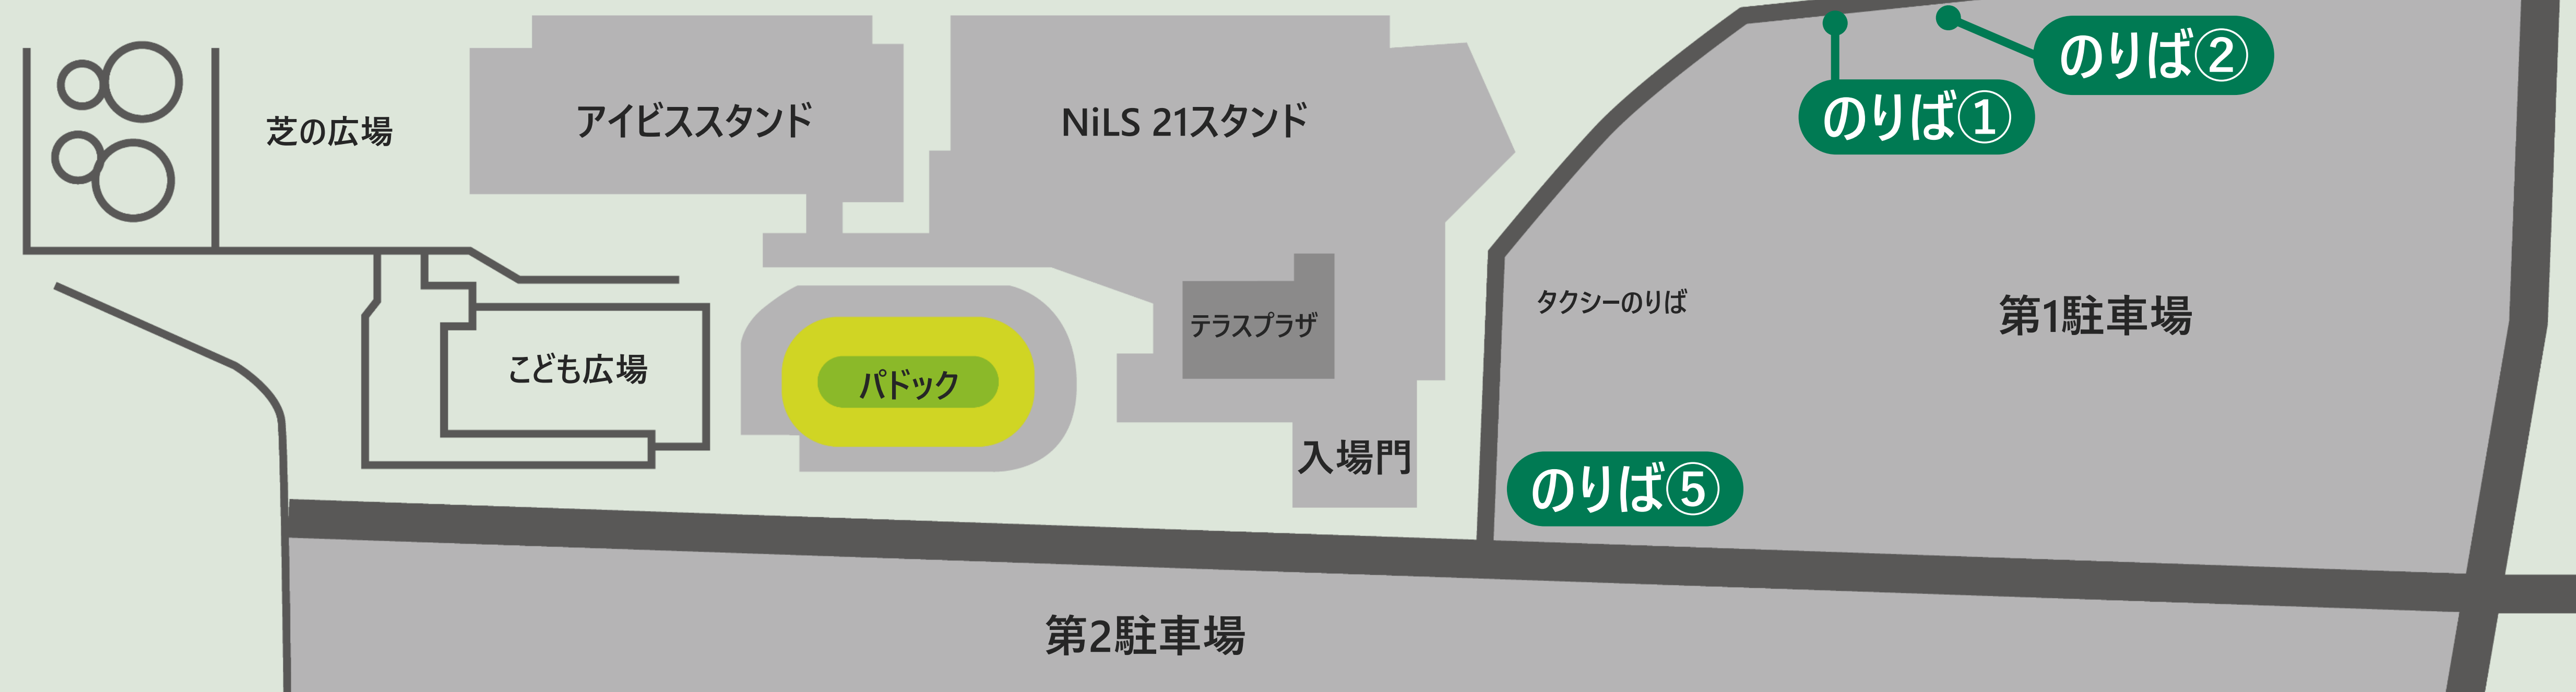 のりば②
のりば①
芝の広場
アイビススタンド
NiLS 21スタンド
タクシーのりば
第1駐車場
テラスプラザ
こども広場
パドック
入場門
のりば⑤
第2駐車場